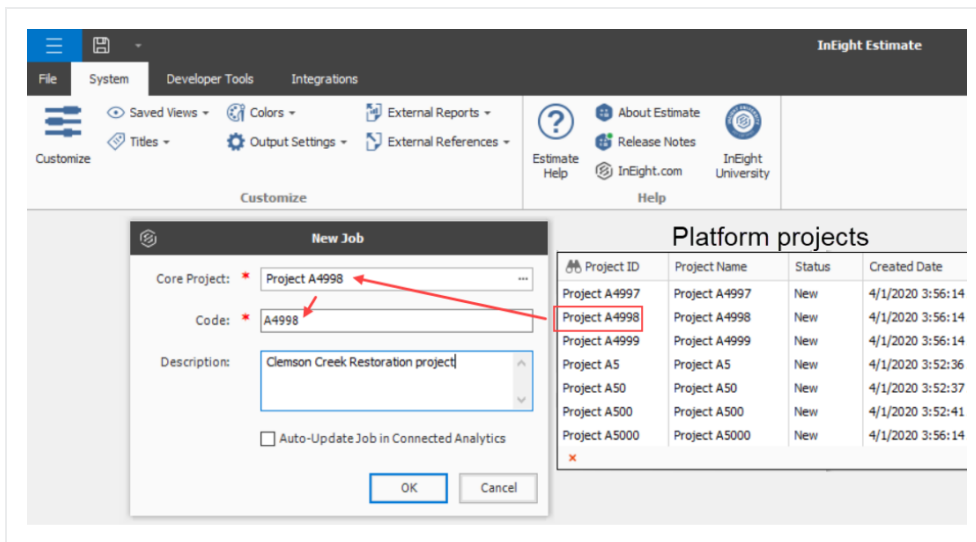 InEight Estimate
File System Developer Tools Integrations
Customize
Saved Views
Titles
Colors
Output Settings
External Reports
External References
Customize
Estimate
Help
About Estimate
Release Notes
InEight.com
InEight
University
Help
New Job
Core Project: * Project A4998 ...
Code: * A4998
Description: Clemson Creek Restoration project
Auto-Update Job in Connected Analytics
OK Cancel
Platform projects
Project ID Project Name Status Created Date
Project A4997 Project A4997 New 4/1/2020 3:56:14
Project A4998 Project A4998 New 4/1/2020 3:56:14
Project A4999 Project A4999 New 4/1/2020 3:56:14
Project A5 Project A5 New 4/1/2020 3:52:36
Project A50 Project A50 New 4/1/2020 3:52:37
Project A500 Project A500 New 4/1/2020 3:52:41
Project A5000 Project A5000 New 4/1/2020 3:56:14